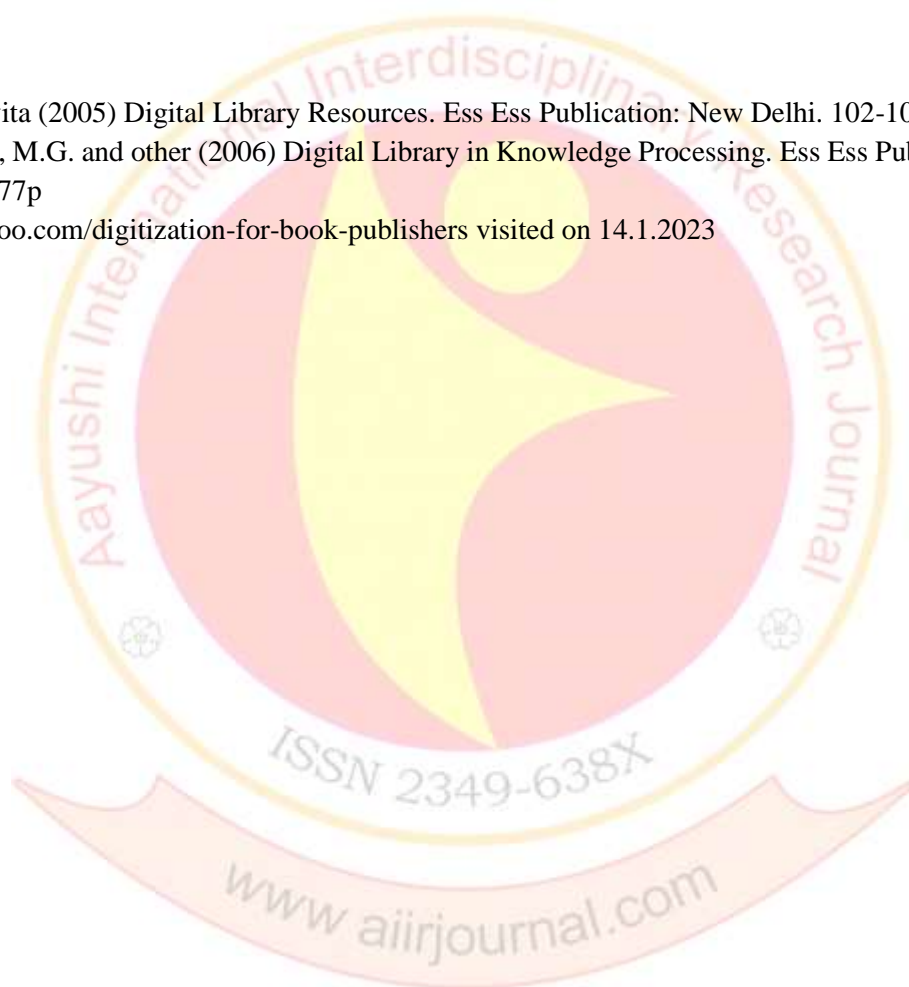 ita (2005) Digital Library Resources. Ess Ess Publication: New Delhi. 102-10
, M.G. and other (2006) Digital Library in Knowledge Processing. Ess Ess Pub
77p
oo.com/digitization-for-book-publishers visited on 14.1.2023
Aayushi International Interdisciplinary Research Journal
ISSN 2349-638X
www aiirjournal.com